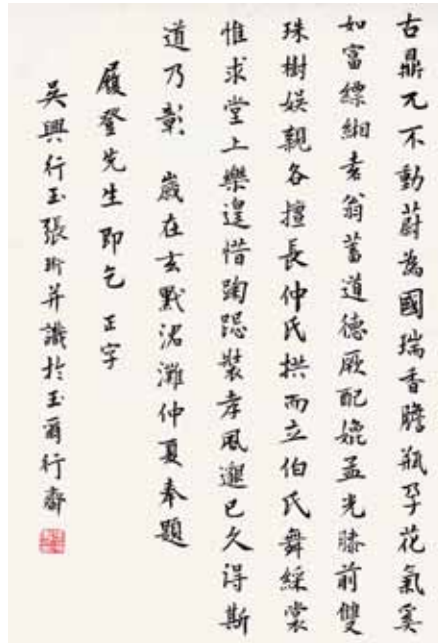 古鼎兀不動蔚為國瑞香膽瓶孕花氣奚
如富縹緗耆翁蓄道德厥配媲孟光膝前雙
珠樹娛親各擅長仲氏拱而立伯氏舞綵裳
惟求堂上樂遑惜踘跽裝孝風邈已久得斯
道乃彰 歲在玄黓涒灘仲夏奉題
履登先生即乞 正字
吳興行玉張珩并識於玉爾行齋